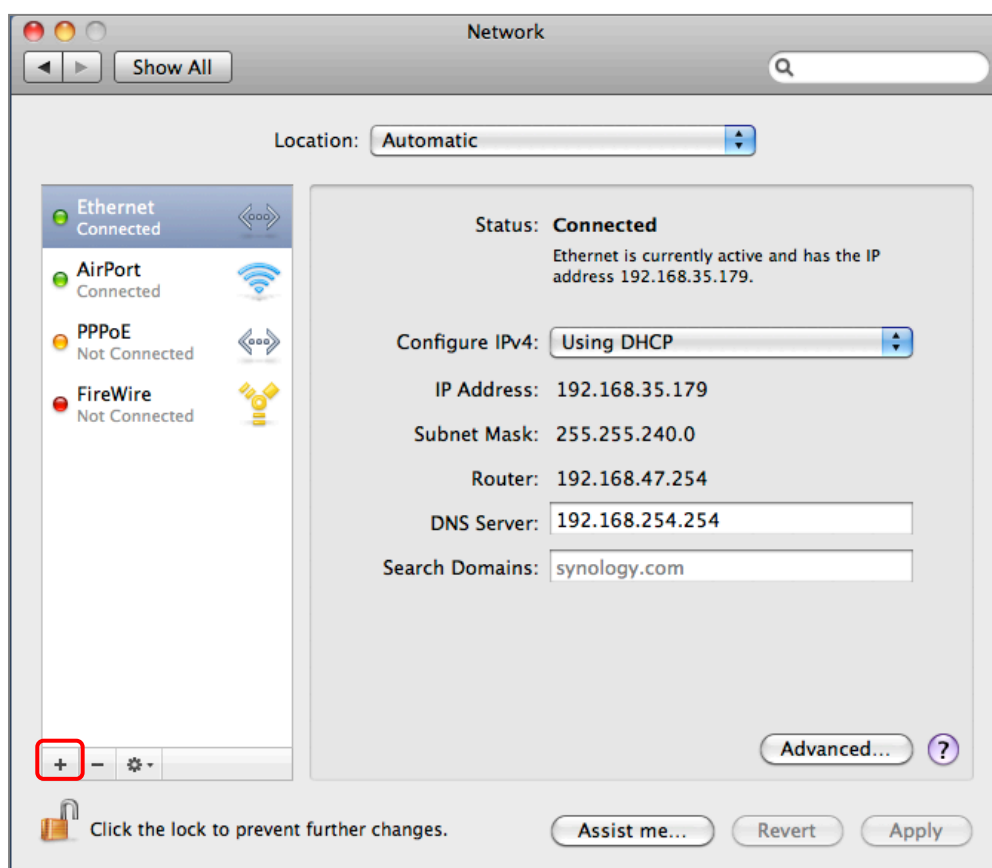 Network
Show All
Location: Automatic
Ethernet
Connected
AirPort
Connected
PPPoE
Not Connected
FireWire
Not Connected
Status: Connected
Ethernet is currently active and has the IP
address 192.168.35.179.
Configure IPv4: Using DHCP
IP Address: 192.168.35.179
Subnet Mask: 255.255.240.0
Router: 192.168.47.254
DNS Server: 192.168.254.254
Search Domains: synology.com
+ −
Advanced... ?
Click the lock to prevent further changes.
Assist me... Revert Apply